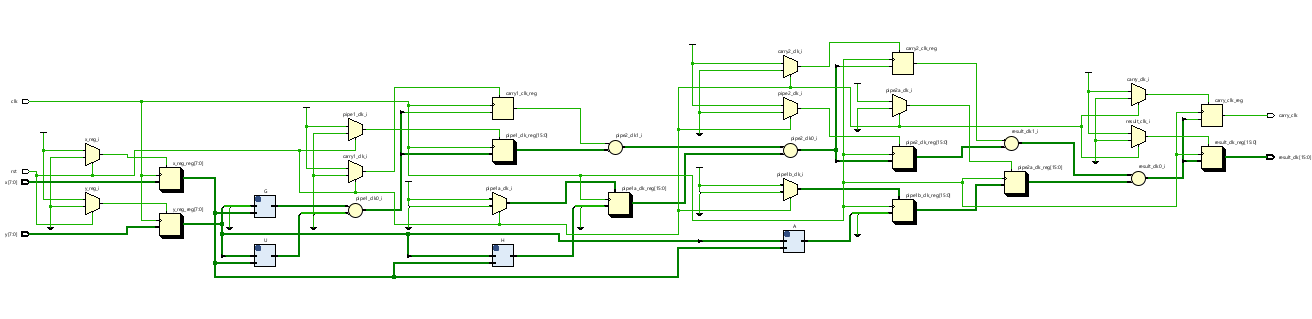 carry2_clk_i
carry2_clk_reg
pipe2_clk_i
pipe2a_clk_i
carry_clk_i
clk
carry1_clk_reg
carry_clk_reg
carry_clk
pipe1_clk_i
result_clk_i
x_reg_i
pipe1_clk_reg[15:0]
pipe2_clk1_i
pipe2_clk0_i
pipe2_clk_reg[15:0]
result_clk1_i
result_clk_reg[15:0]
result_clk[15:0]
rst
x_reg_reg[7:0]
carry1_clk_i
pipe2a_clk_reg[15:0]
result_clk0_i
x[7:0]
y_reg_i
G
pipe1a_clk_i
pipe1a_clk_reg[15:0]
pipe1b_clk_i
pipe1b_clk_reg[15:0]
pipe1_clk0_i
y_reg_reg[7:0]
y[7:0]
U
H
A